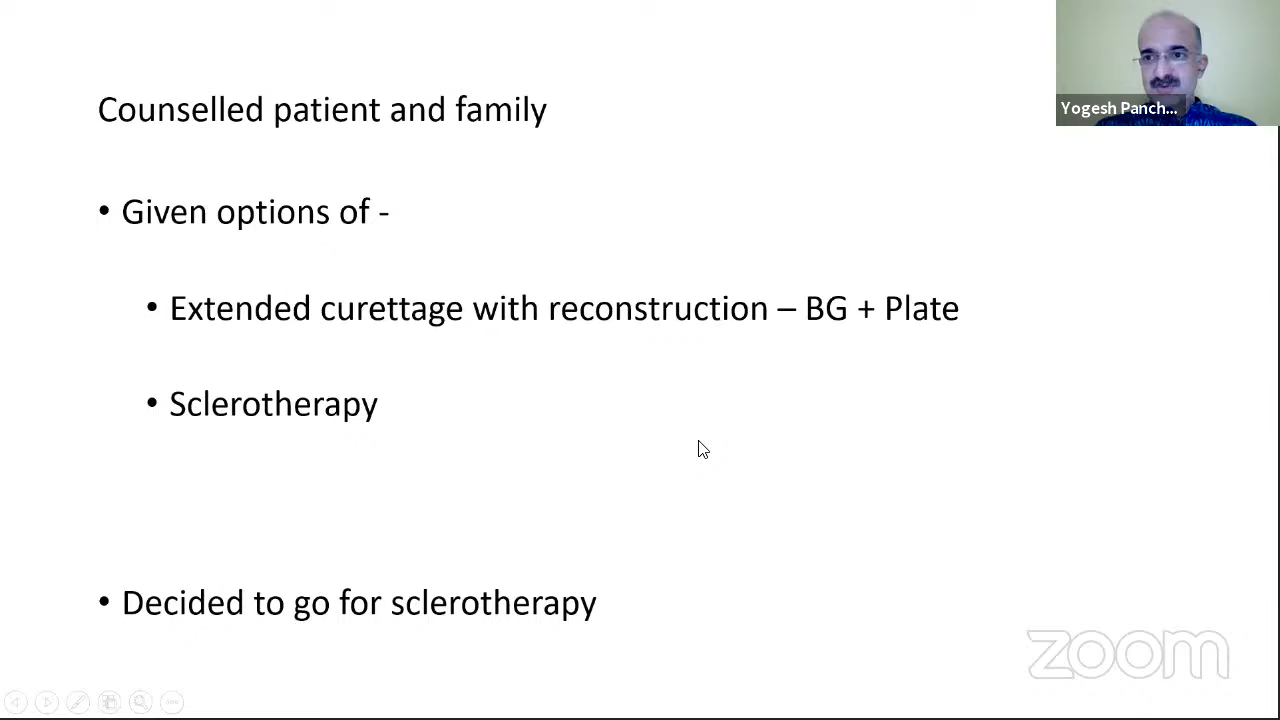 Counselled patient and family
Yogesh Panch...
• Given options of -
• Extended curettage with reconstruction – BG + Plate
• Sclerotherapy
• Decided to go for sclerotherapy
zoom